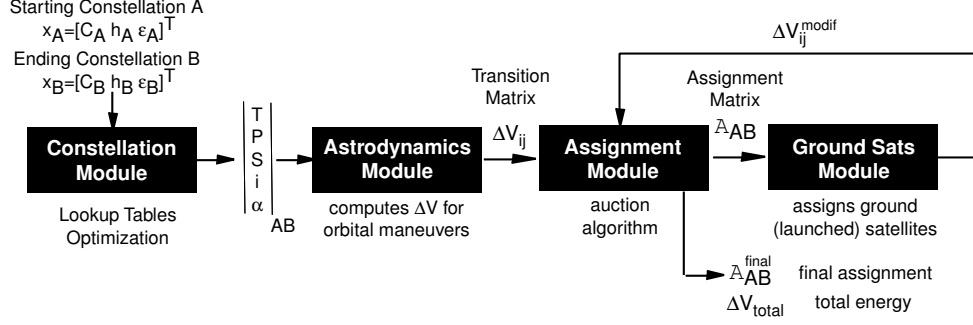 Starting Constellation A
x_A=[C_A h_A ε_A]^T
Ending Constellation B
x_B=[C_B h_B ε_B]^T
Constellation
Module
Lookup Tables
Optimization
T
P
S
i
α
AB
Astrodynamics
Module
computes ΔV for
orbital maneuvers
Transition
Matrix
ΔV_ij
Assignment
Module
auction
algorithm
ΔV_ij^modif
Assignment
Matrix
𝔸_AB
Ground Sats
Module
assigns ground
(launched) satellites
𝔸_AB^final final assignment
ΔV_total total energy